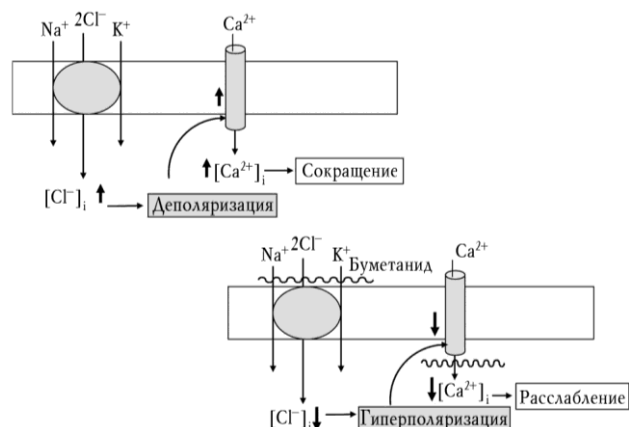 Na⁺ 2Cl⁻ K⁺ Ca²⁺
[Ca²⁺]ᵢ Сокращение
[Cl⁻]ᵢ Деполяризация
Na⁺ 2Cl⁻ K⁺ Буметанид Ca²⁺
[Ca²⁺]ᵢ Расслабление
[Cl⁻]ᵢ Гиперполяризация